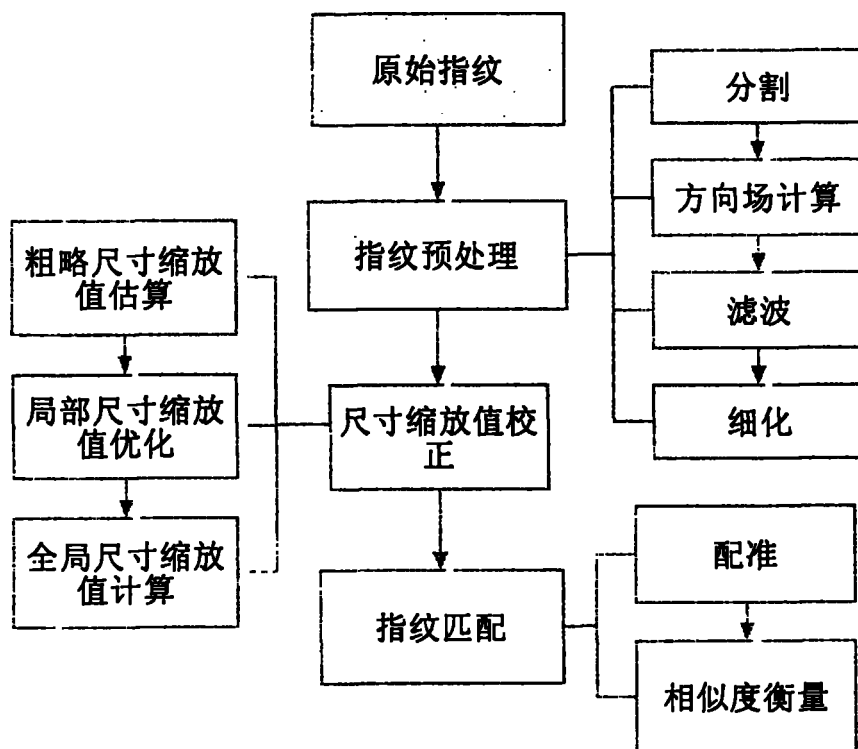 原始指纹
分割
方向场计算
粗略尺寸缩放
值估算
指纹预处理
滤波
局部尺寸缩放
值优化
尺寸缩放值校
正
细化
全局尺寸缩放
值计算
配准
指纹匹配
相似度衡量